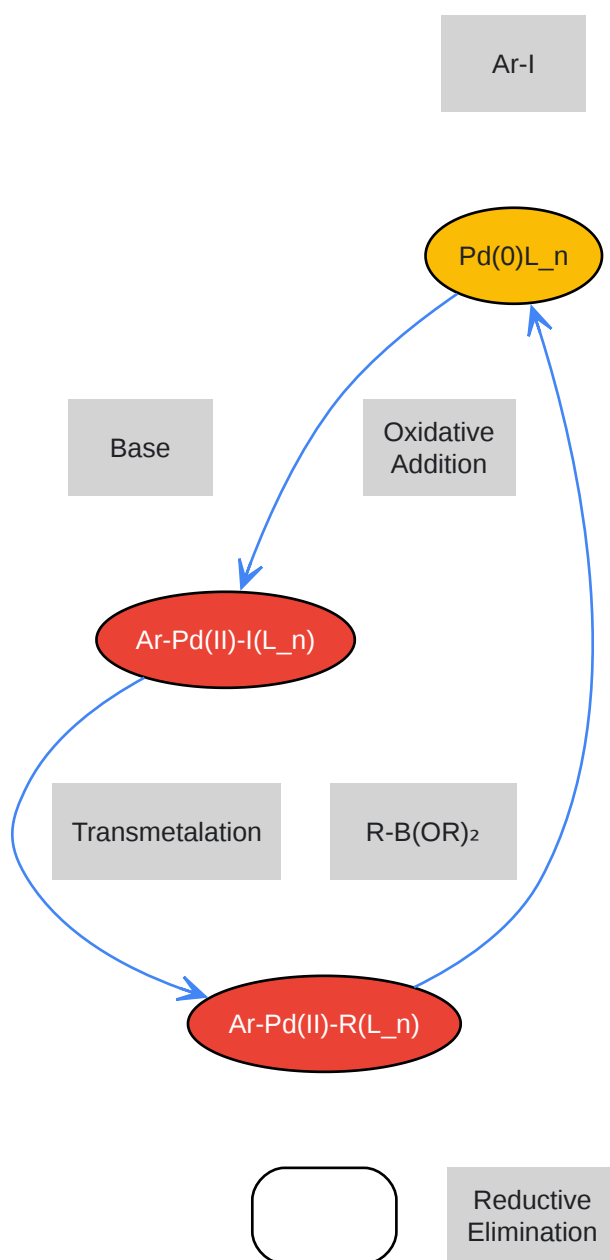 Ar-I
Pd(0)L_n
Base
Oxidative
Addition
Ar-Pd(II)-I(L_n)
Transmetalation
R-B(OR)₂
Ar-Pd(II)-R(L_n)
Reductive
Elimination